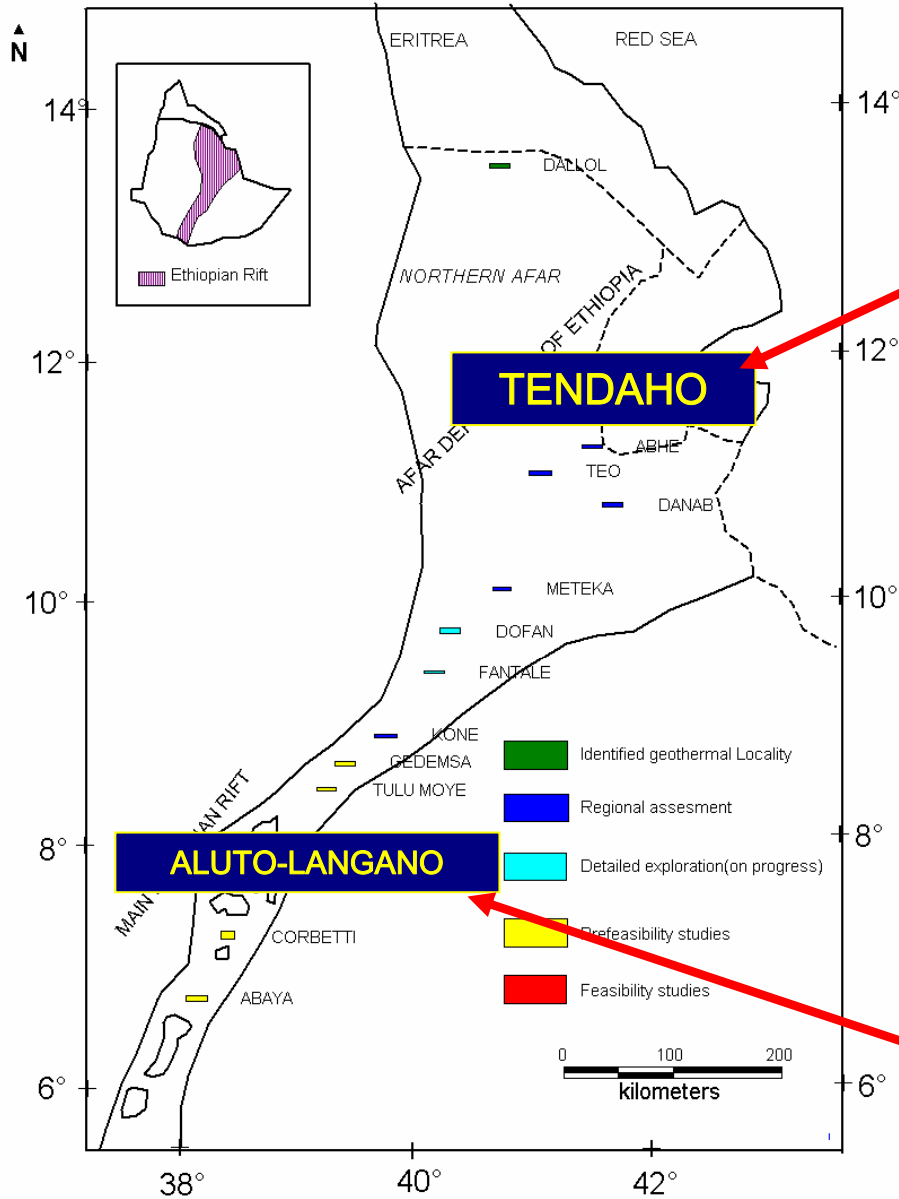 N
ERITREA
RED SEA
14°
14°
DALLOL
Ethiopian Rift
NORTHERN AFAR
OF ETHIOPIA
12°
12°
TENDAHO
AFAR DE
ABHE
TEO
DANAB
METEKA
10°
10°
DOFAN
FANTALE
KONE
GEDEMSA
TULU MOYE
Identified geothermal Locality
Regional assesment
8°
8°
MAIN
AN RIFT
ALUTO-LANGANO
Detailed exploration(on progress)
CORBETTI
Prefeasibility studies
ABAYA
Feasibility studies
0 100 200
kilometers
6°
6°
38°
40°
42°